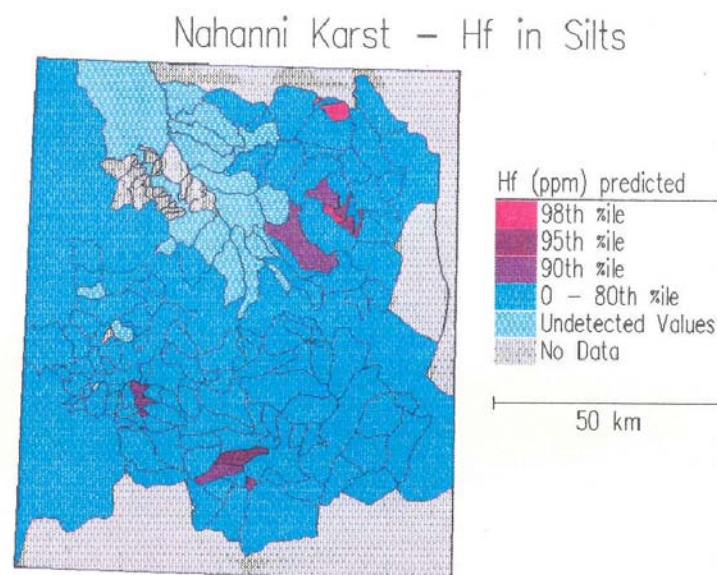 Nahanni Karst – Hf in Silts
Hf (ppm) predicted
98th %ile
95th %ile
90th %ile
0 – 80th %ile
Undetected Values
No Data
50 km